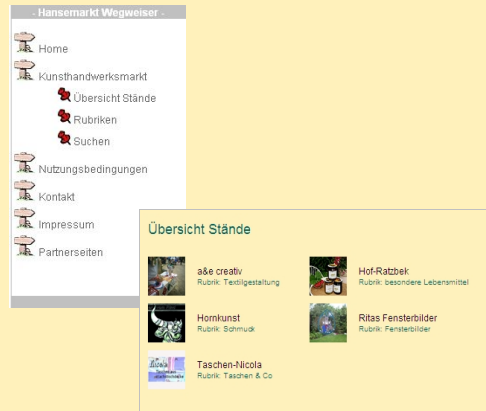 - Hansemarkt Wegweiser -
Home
Kunsthandwerksmarkt
Übersicht Stände
Rubriken
Suchen
Nutzungsbedingungen
Kontakt
Impressum
Partnerseiten
Übersicht Stände
a&e creativ
Rubrik: Textilgestaltung
Hof-Ratzbek
Rubrik: besondere Lebensmittel
Hornkunst
Rubrik: Schmuck
Ritas Fensterbilder
Rubrik: Fensterbilder
Taschen-Nicola
Rubrik: Taschen & Co